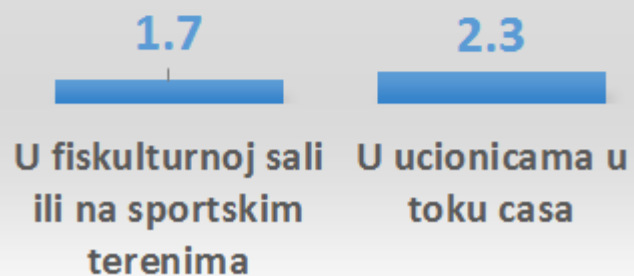 1.7
2.3
U fiskulturnoj sali
ili na sportskim
terenima
U ucionicama u
toku casa